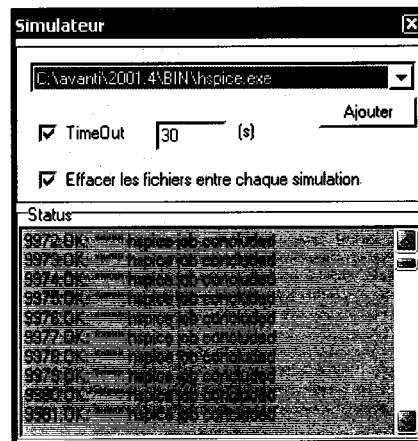 Simulateur
C:\avanti\2001.4\BIN\hspice.exe
Ajouter
TimeOut 30 (s)
Effacer les fichiers entre chaque simulation
Status
9972 OK: hspice job concluded
9973 OK: hspice job concluded
9974 OK: hspice job concluded
9975 OK: hspice job concluded
9976 OK: hspice job concluded
9977 OK: hspice job concluded
9978 OK: hspice job concluded
9979 OK: hspice job concluded
9980 OK: hspice job concluded
9981 OK: hspice job concluded